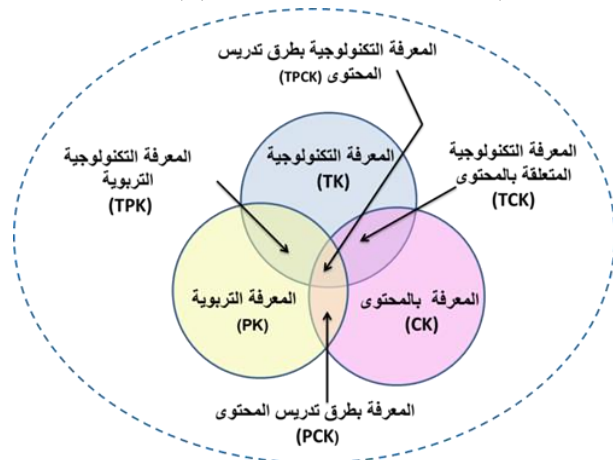 المعرفة التكنولوجية بطرق تدريس
المحتوى (TPCK)
المعرفة التكنولوجية
(TK)
المعرفة التكنولوجية
التربوية
(TPK)
المعرفة التكنولوجية
المتعلقة بالمحتوى
(TCK)
المعرفة التربوية
(PK)
المعرفة بالمحتوى
(CK)
المعرفة بطرق تدريس المحتوى
(PCK)